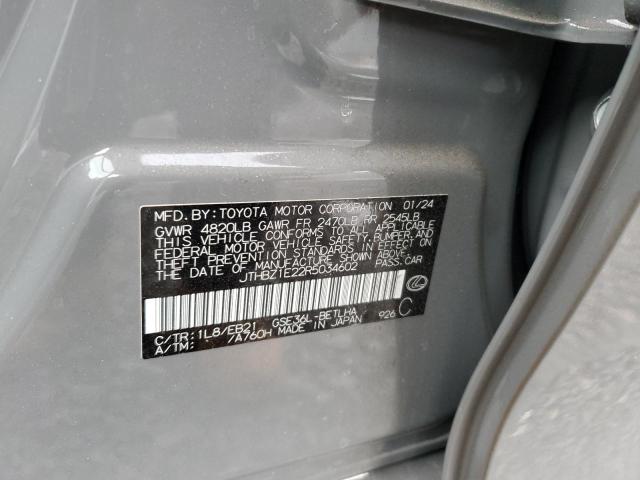 MFD. BY: TOYOTA MOTOR CORPORATION 01/24
GVWR 4820LB GAWR FR 2470LB RR 2545LB
THIS VEHICLE CONFORMS TO ALL APPLICABLE
FEDERAL MOTOR VEHICLE SAFETY, BUMPER, AND
THEFT PREVENTION STANDARDS IN EFFECT ON
THE DATE OF MANUFACTURE SHOWN ABOVE.
JTHBZ1E22R5034602 PASS.CAR
C/TR: 1L8/EB21 GSE36L-BETLHA 926 C
A/TM: /A760H MADE IN JAPAN